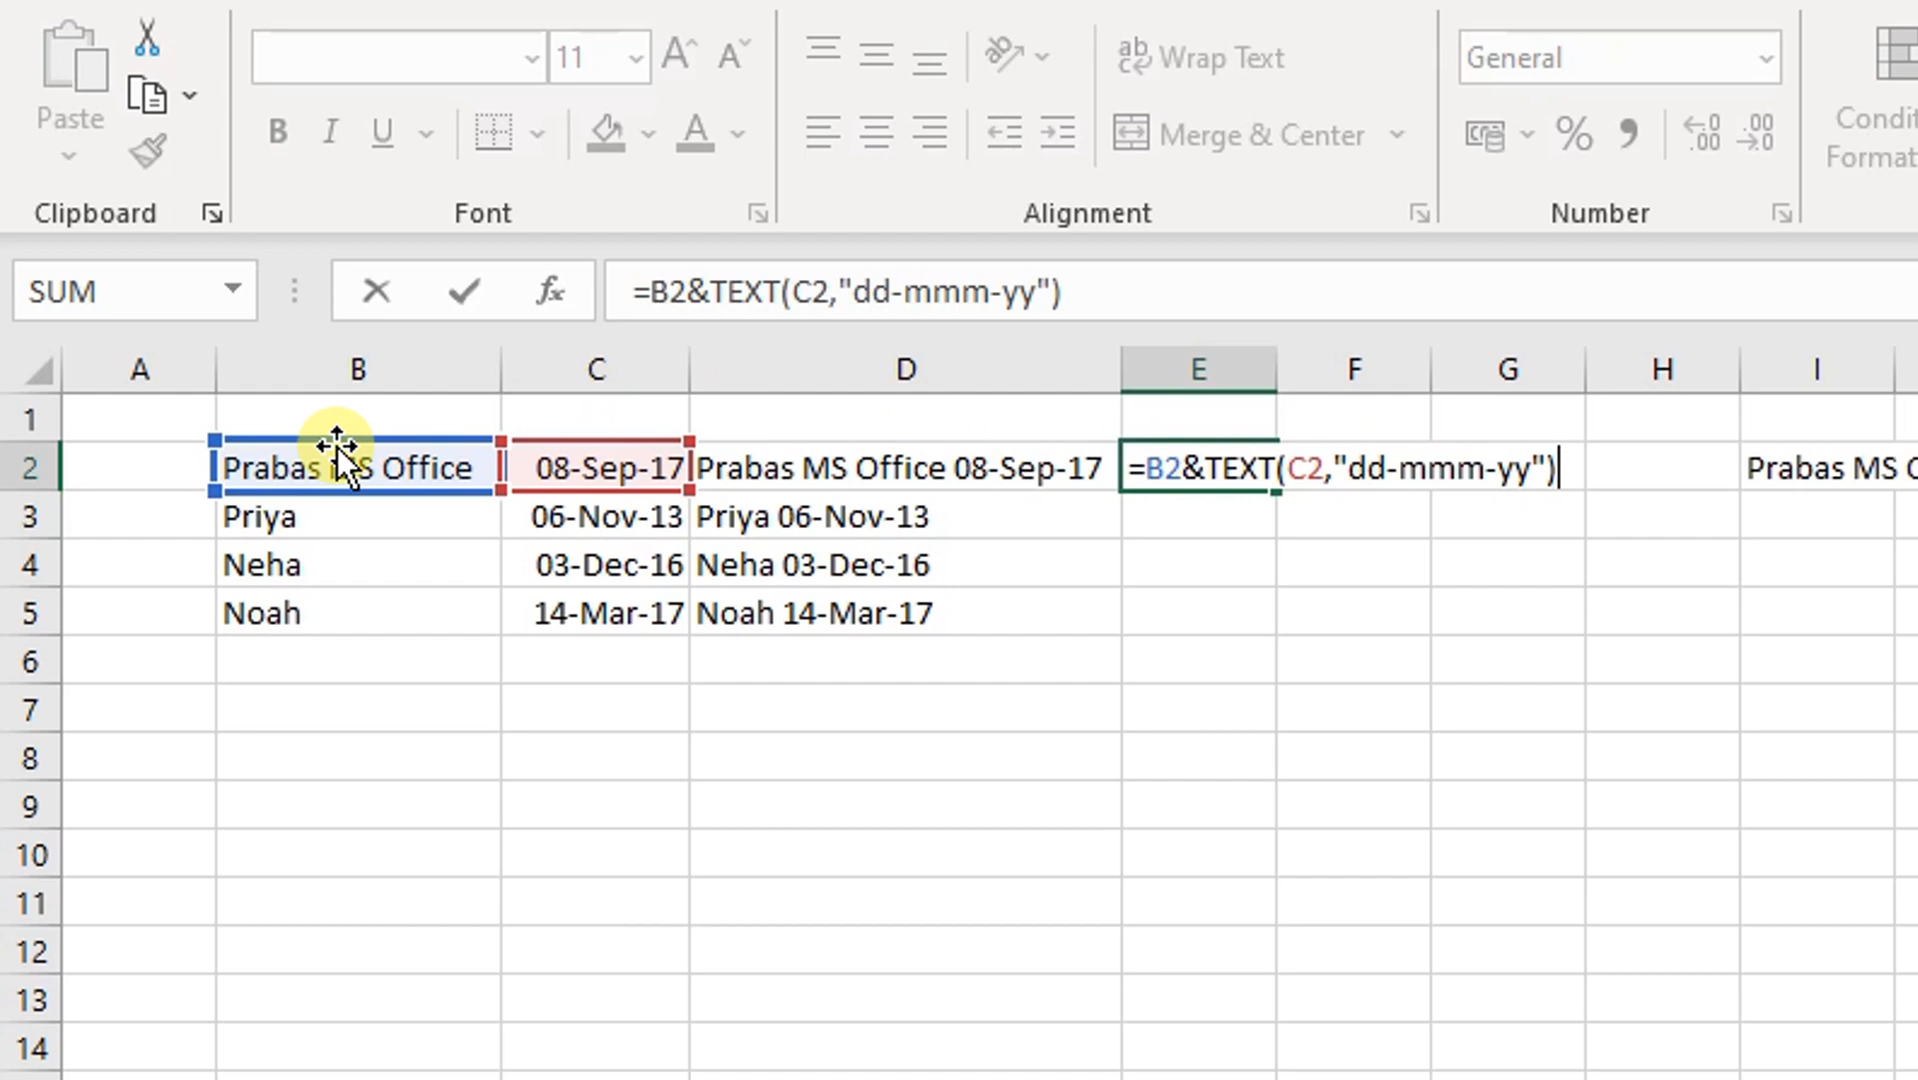 11 A A ab Wrap Text General
Paste B I U A Merge & Center % Condit
Format
Clipboard Font Alignment Number
SUM fx =B2&TEXT(C2,"dd-mmm-yy")
A B C D E F G H I
1
2 Prabas MS Office 08-Sep-17 Prabas MS Office 08-Sep-17 =B2&TEXT(C2,"dd-mmm-yy") Prabas MS O
3 Priya 06-Nov-13 Priya 06-Nov-13
4 Neha 03-Dec-16 Neha 03-Dec-16
5 Noah 14-Mar-17 Noah 14-Mar-17
6
7
8
9
10
11
12
13
14